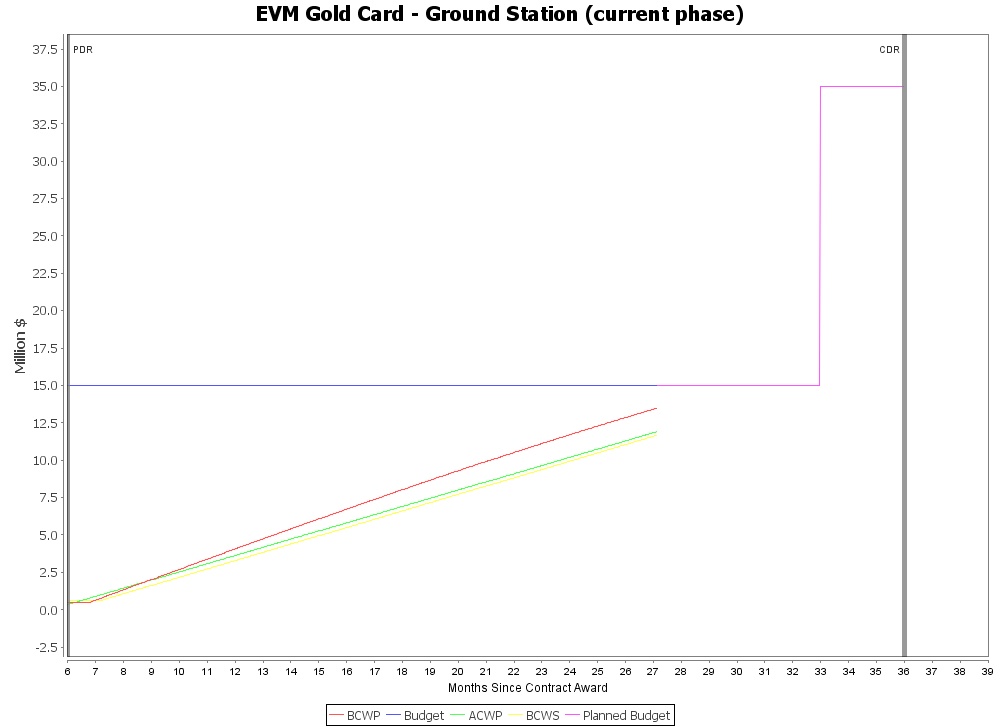 EVM Gold Card - Ground Station (current phase)
37.5
35.0
32.5
30.0
27.5
25.0
22.5
20.0
17.5
15.0
12.5
10.0
7.5
5.0
2.5
0.0
-2.5
Million $
PDR
CDR
6 7 8 9 10 11 12 13 14 15 16 17 18 19 20 21 22 23 24 25 26 27 28 29 30 31 32 33 34 35 36 37 38 39
Months Since Contract Award
BCWP Budget ACWP BCWS Planned Budget